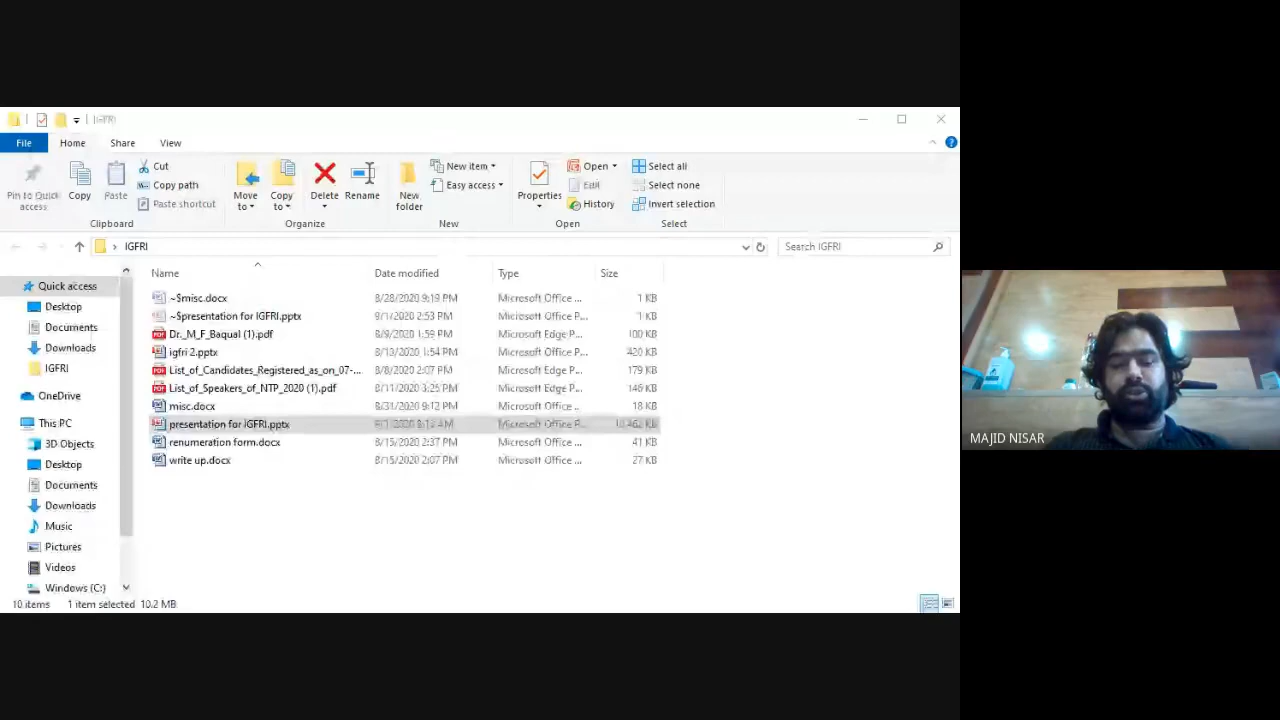 IGFRI
File Home Share View
Pin to Quick access
Copy
Paste
Cut
Copy path
Paste shortcut
Clipboard
Move to
Copy to
Delete
Rename
Organize
New folder
New item
Easy access
New
Properties
Open
Edit
History
Open
Select all
Select none
Invert selection
Select
IGFRI
Search IGFRI
Quick access
Desktop
Documents
Downloads
IGFRI
OneDrive
This PC
3D Objects
Desktop
Documents
Downloads
Music
Pictures
Videos
Windows (C:)
Name Date modified Type Size
~$misc.docx 8/28/2020 9:19 PM Microsoft Office ... 1 KB
~$presentation for IGFRI.pptx 9/1/2020 2:53 PM Microsoft Office P... 1 KB
Dr._M_F_Baqual (1).pdf 8/9/2020 1:59 PM Microsoft Edge P... 100 KB
igfri 2.pptx 8/13/2020 1:54 PM Microsoft Office P... 420 KB
List_of_Candidates_Registered_as_on_07-... 8/8/2020 2:07 PM Microsoft Edge P... 179 KB
List_of_Speakers_of_NTP_2020 (1).pdf 8/11/2020 3:25 PM Microsoft Edge P... 146 KB
misc.docx 8/31/2020 9:12 PM Microsoft Office ... 18 KB
presentation for IGFRI.pptx Microsoft Office P... KB
renumeration form.docx 8/15/2020 2:37 PM Microsoft Office ... 41 KB
write up.docx 8/15/2020 2:07 PM Microsoft Office ... 27 KB
10 items 1 item selected 10.2 MB
MAJID NISAR